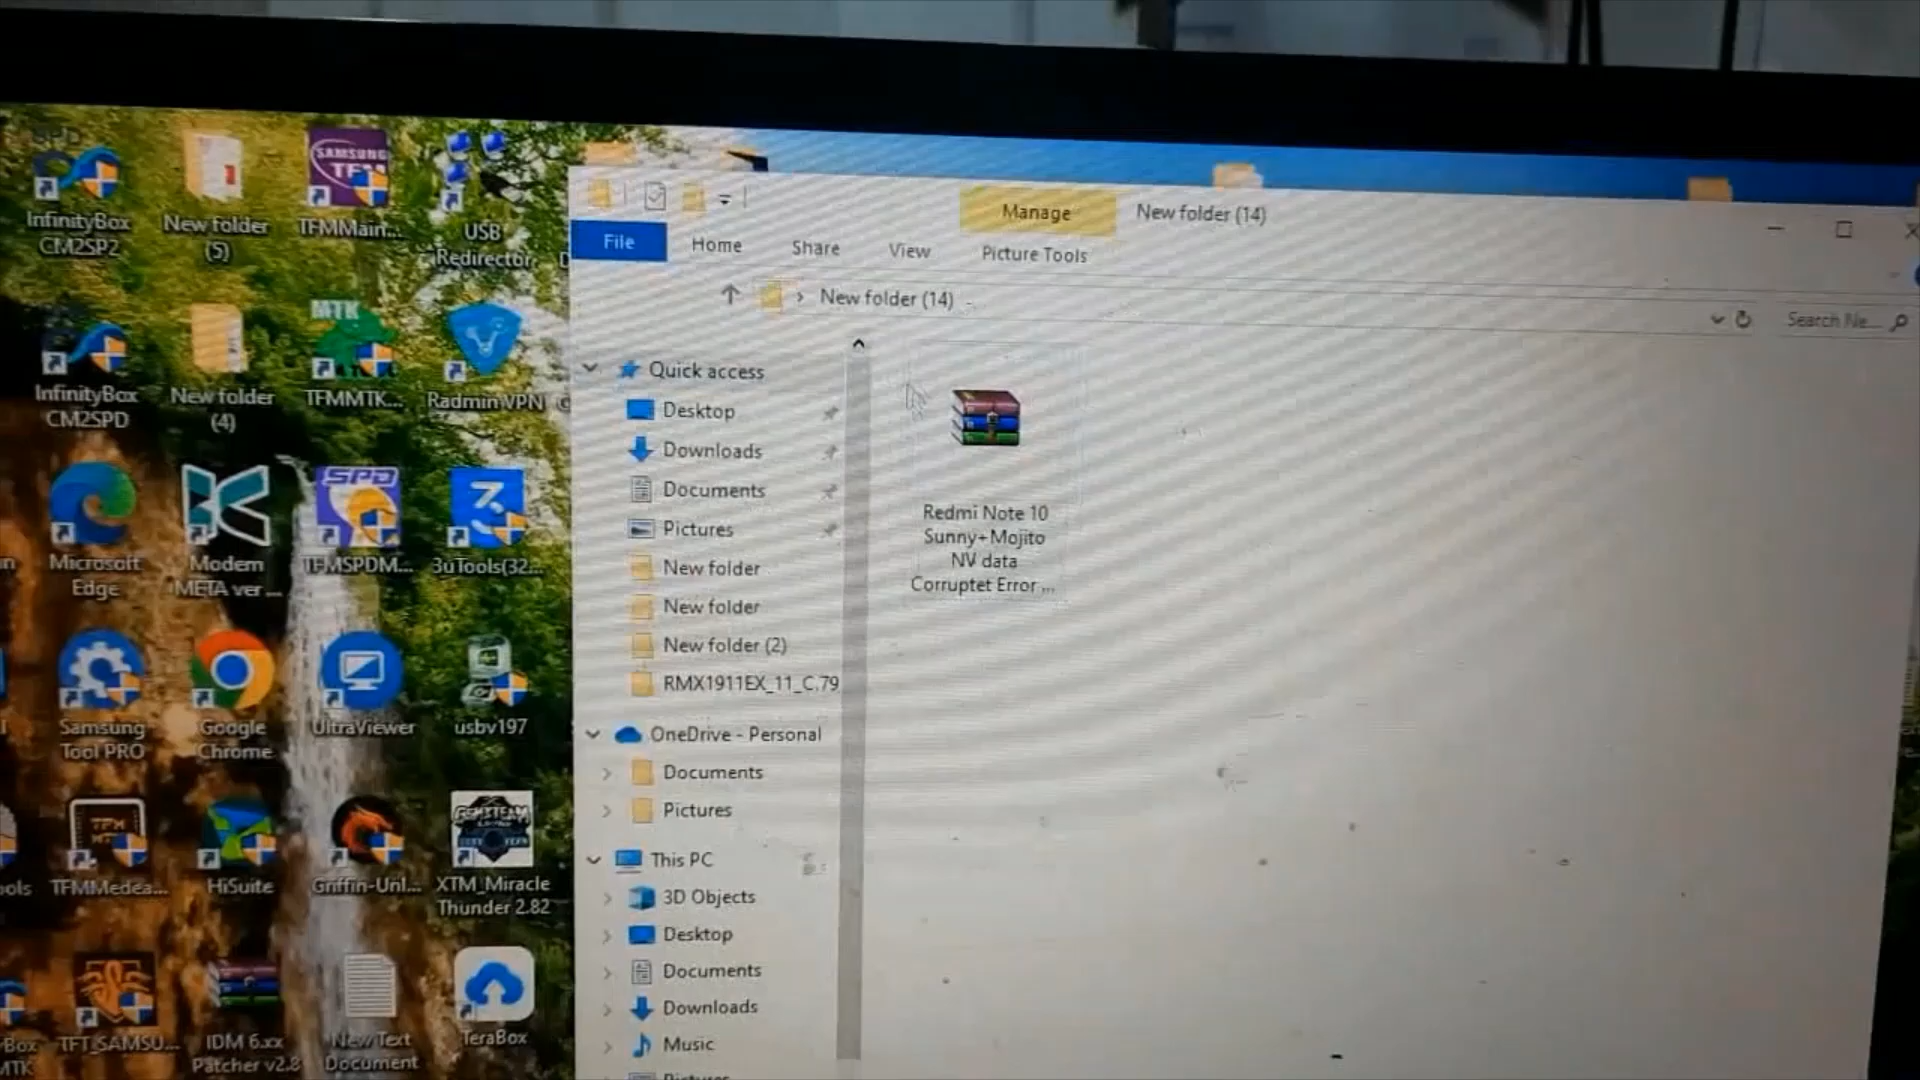 InfinityBox
CM2SP2
New folder
(5)
SAMSUNG
TFM
TFMMain...
USB
Redirector
InfinityBox
CM2SPD
New folder
(4)
MTK
TFMMTK...
Radmin VPN
Microsoft
Edge
Modem
META ver ...
SPD
TFMSPDM...
3uTools(32...
Samsung
Tool PRO
Google
Chrome
UltraViewer
usbv197
TFMMedea...
HiSuite
Griffin-Unl...
XTM_Miracle
Thunder 2.82
TFT_SAMSU...
IDM 6.xx
Patcher v2.8
New Text
Document
TeraBox
ools
MTK
Manage
New folder (14)
File
Home
Share
View
Picture Tools
New folder (14)
Search Ne...
Quick access
Desktop
Downloads
Documents
Pictures
New folder
New folder
New folder (2)
RMX1911EX_11_C.79
OneDrive - Personal
Documents
Pictures
This PC
3D Objects
Desktop
Documents
Downloads
Music
Pictures
Redmi Note 10
Sunny+Mojito
NV data
Corruptet Error ...